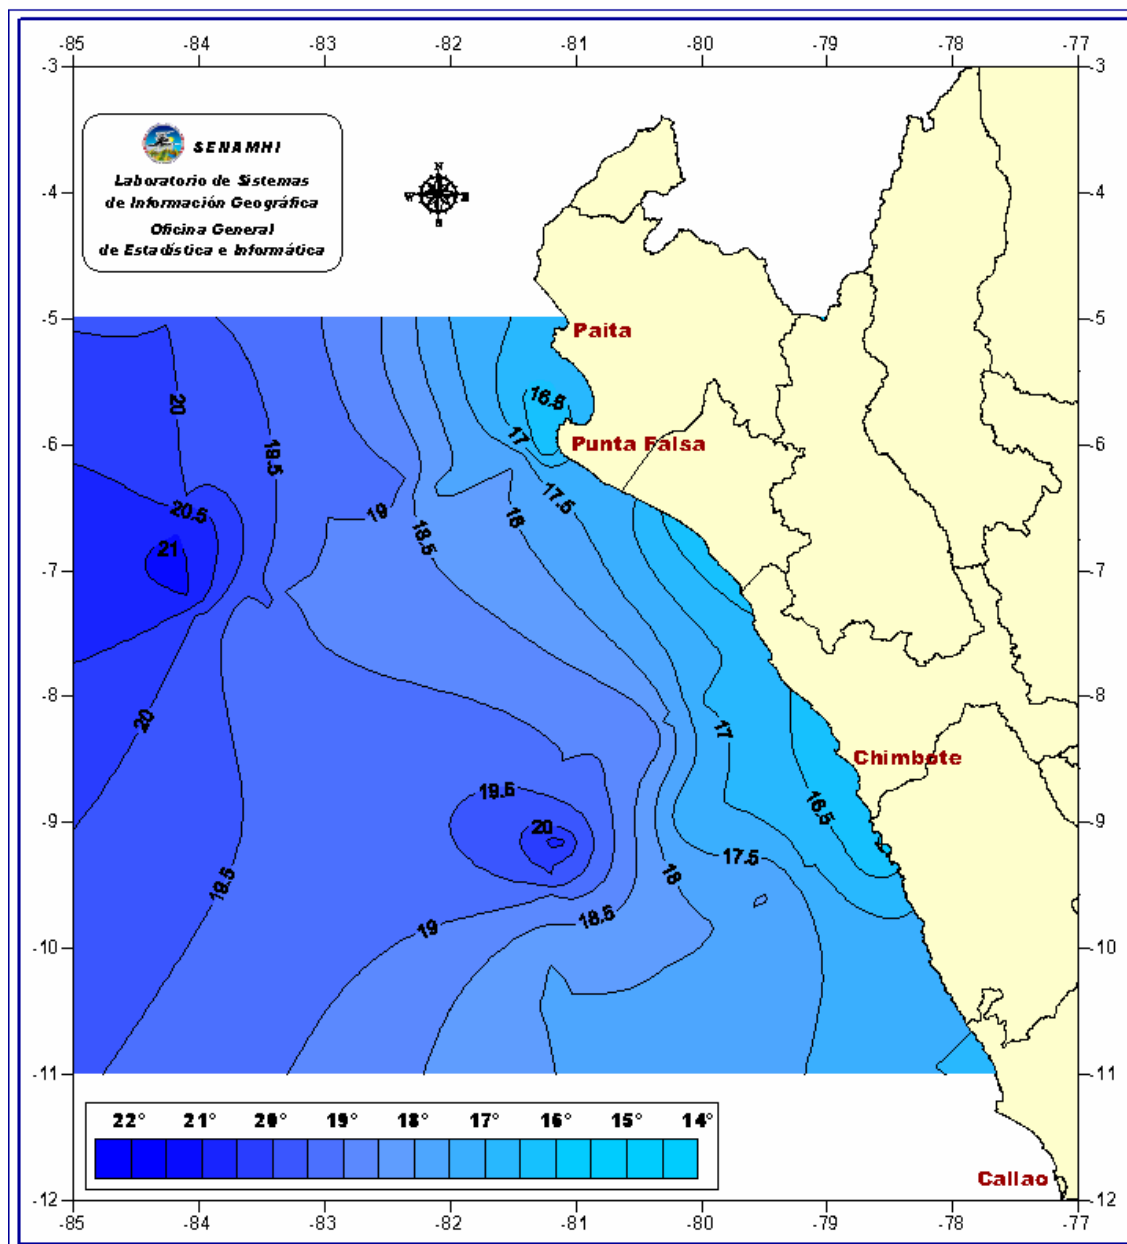 -85 -84 -83 -82 -81 -80 -79 -78 -77
-3 -3
SENAMHI
Laboratorio de Sistemas
de Información Geográfica
Oficina General
de Estadística e Informática
N
W E
S
-4 -4
-5 -5
Paita
16.5
20
17
Punta Falsa
-6 -6
19.5
17.5
20.5
19
18
18.5
21
-7 -7
-8 -8
20
17
Chimbote
19.5
16.5
20
-9 -9
17.5
18
19.5
18.5
19
-10 -10
-11 -11
22° 21° 20° 19° 18° 17° 16° 15° 14°
Callao
-12 -12
-85 -84 -83 -82 -81 -80 -79 -78 -77